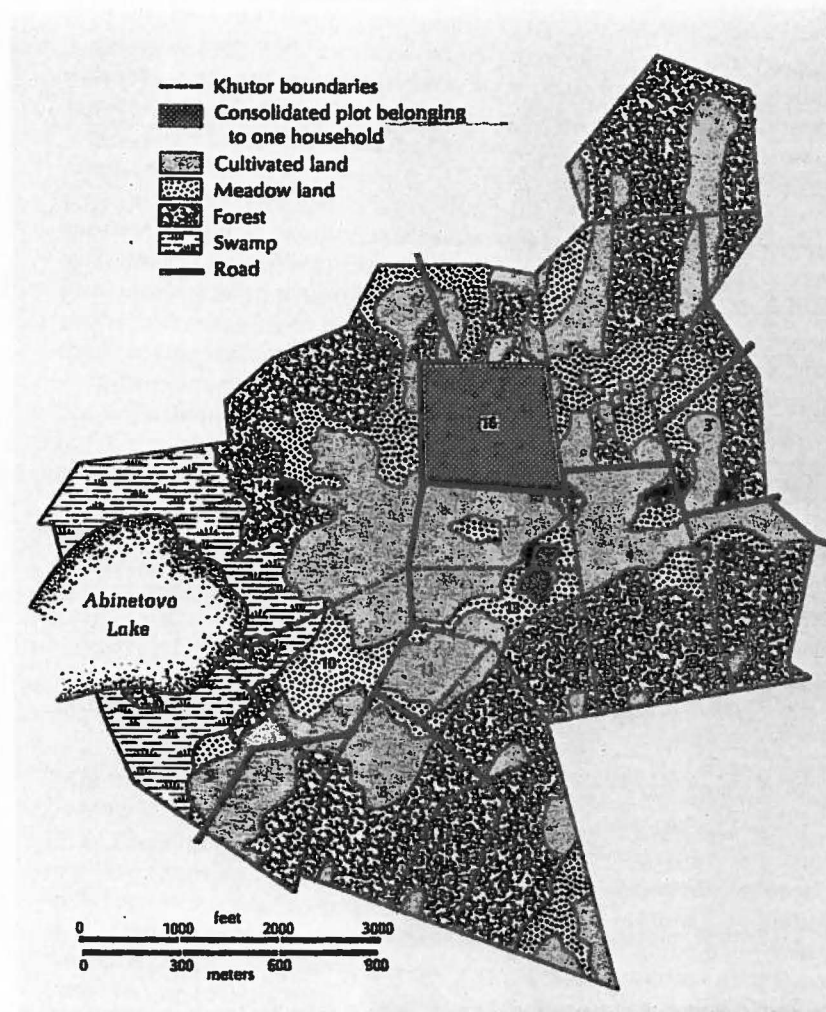 Khutor boundaries
Consolidated plot belonging
to one household
Cultivated land
Meadow land
Forest
Swamp
Road
16
3
Abinetovo
Lake
13
10
11
feet
0 1000 2000 3000
0 300 600 900
meters